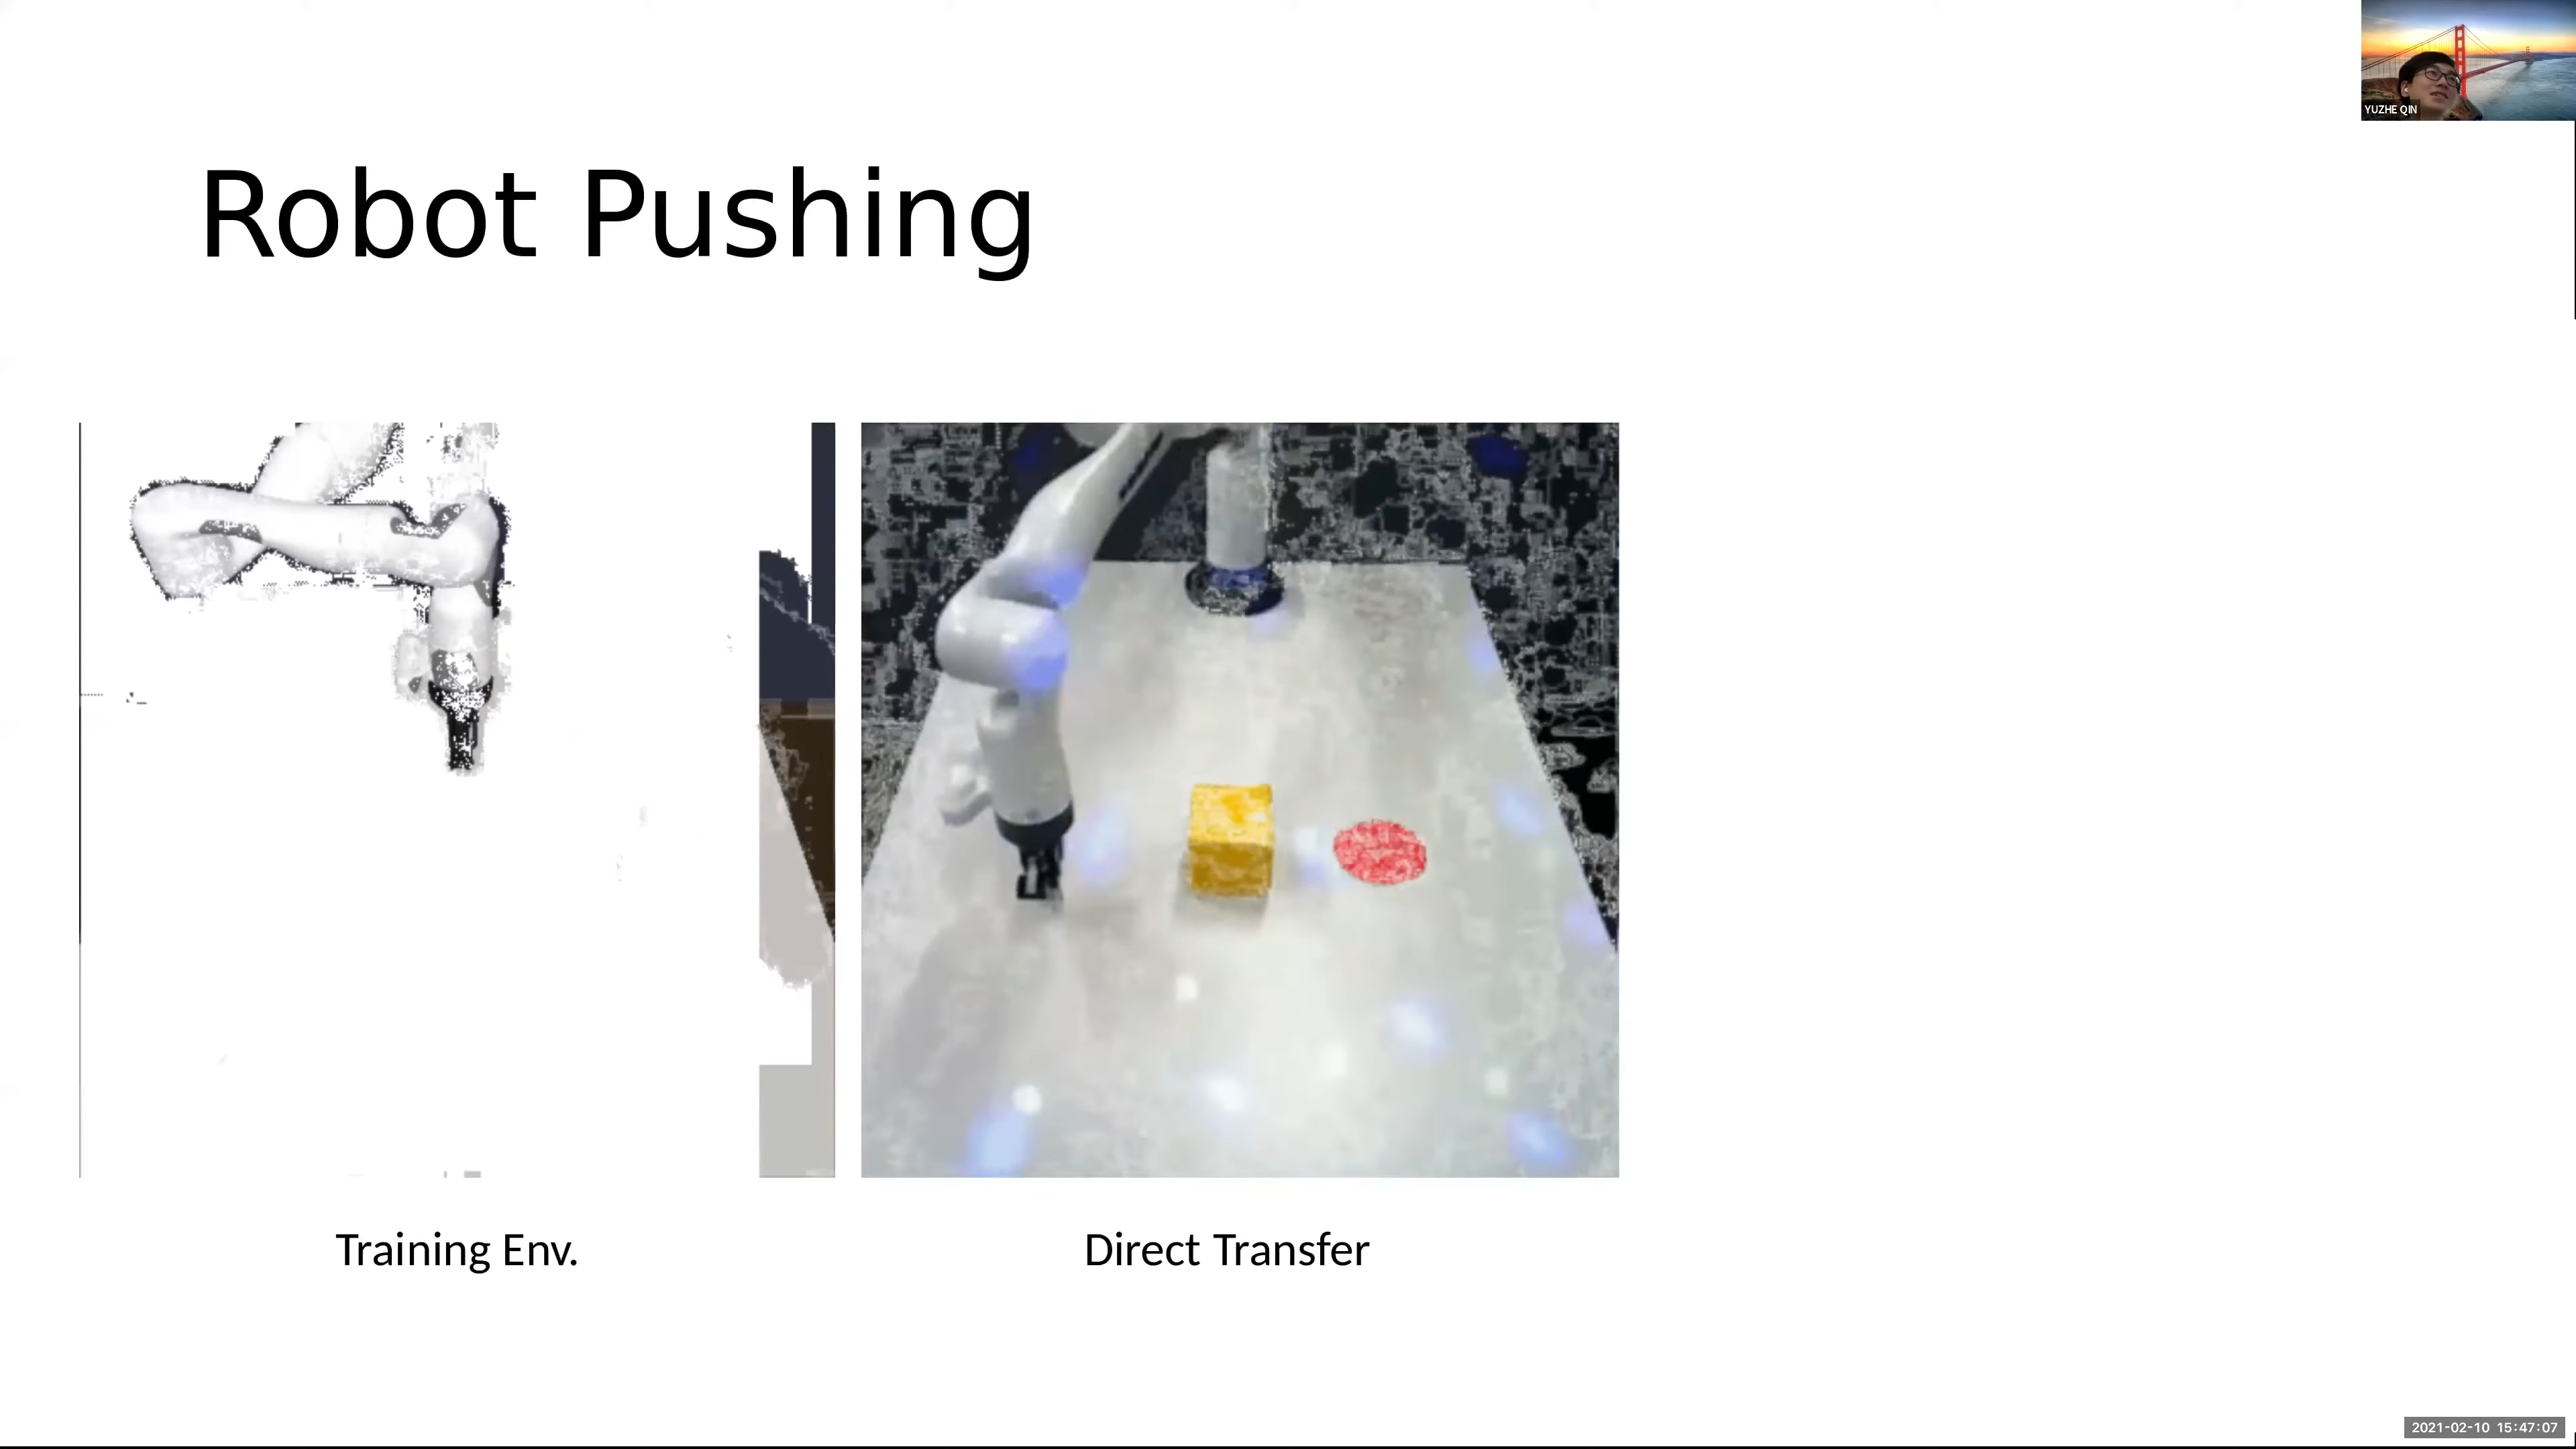 YUZHE QIN
Robot Pushing
Training Env.
Direct Transfer
2021-02-10 15:47:07